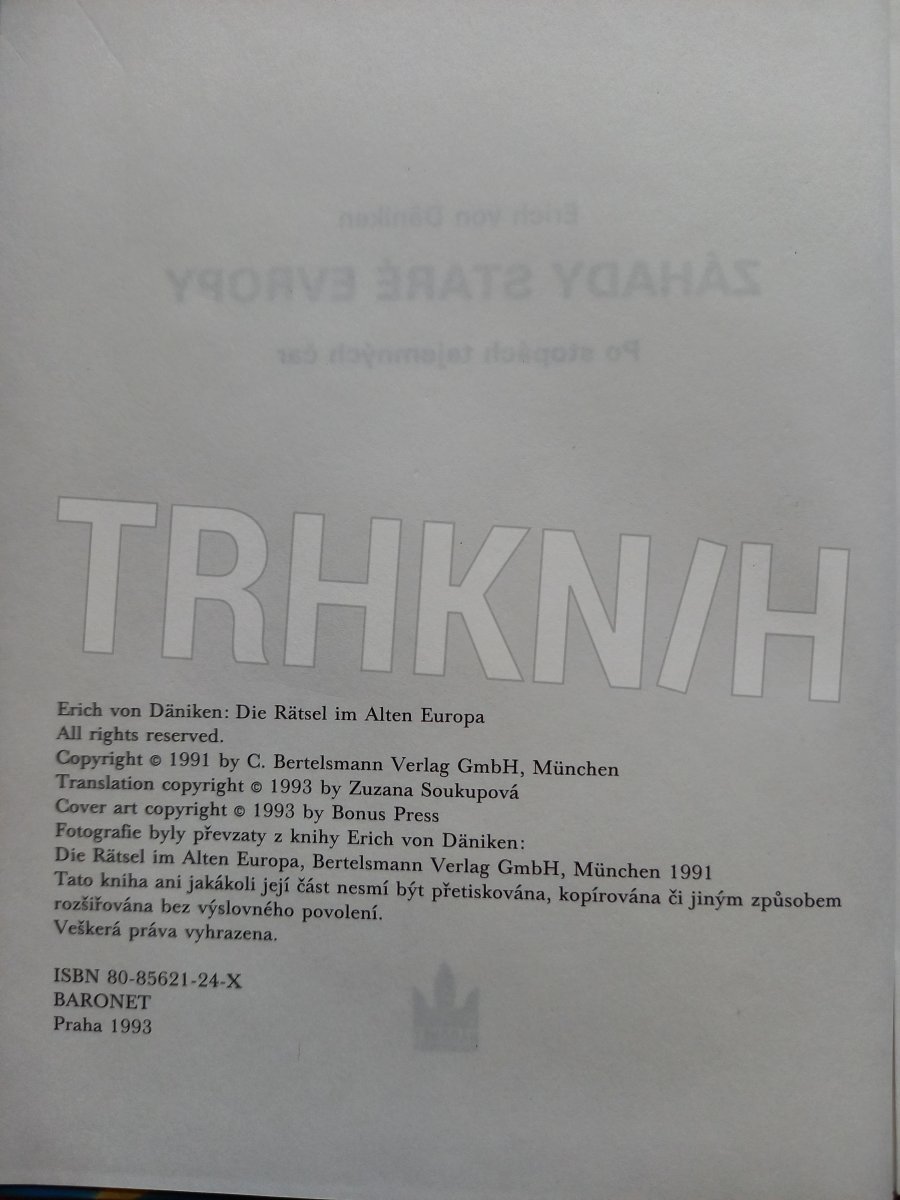 Erich von Däniken
ZÁHADY STARÉ EVROPY
Po stopách tajemných čar
TRHKNIH
Erich von Däniken: Die Rätsel im Alten Europa
All rights reserved.
Copyright © 1991 by C. Bertelsmann Verlag GmbH, München
Translation copyright © 1993 by Zuzana Soukupová
Cover art copyright © 1993 by Bonus Press
Fotografie byly převzaty z knihy Erich von Däniken:
Die Rätsel im Alten Europa, Bertelsmann Verlag GmbH, München 1991
Tato kniha ani jakákoli její část nesmí být přetiskována, kopírována či jiným způsobem
rozšiřována bez výslovného povolení.
Veškerá práva vyhrazena.
ISBN 80-85621-24-X
BARONET
Praha 1993